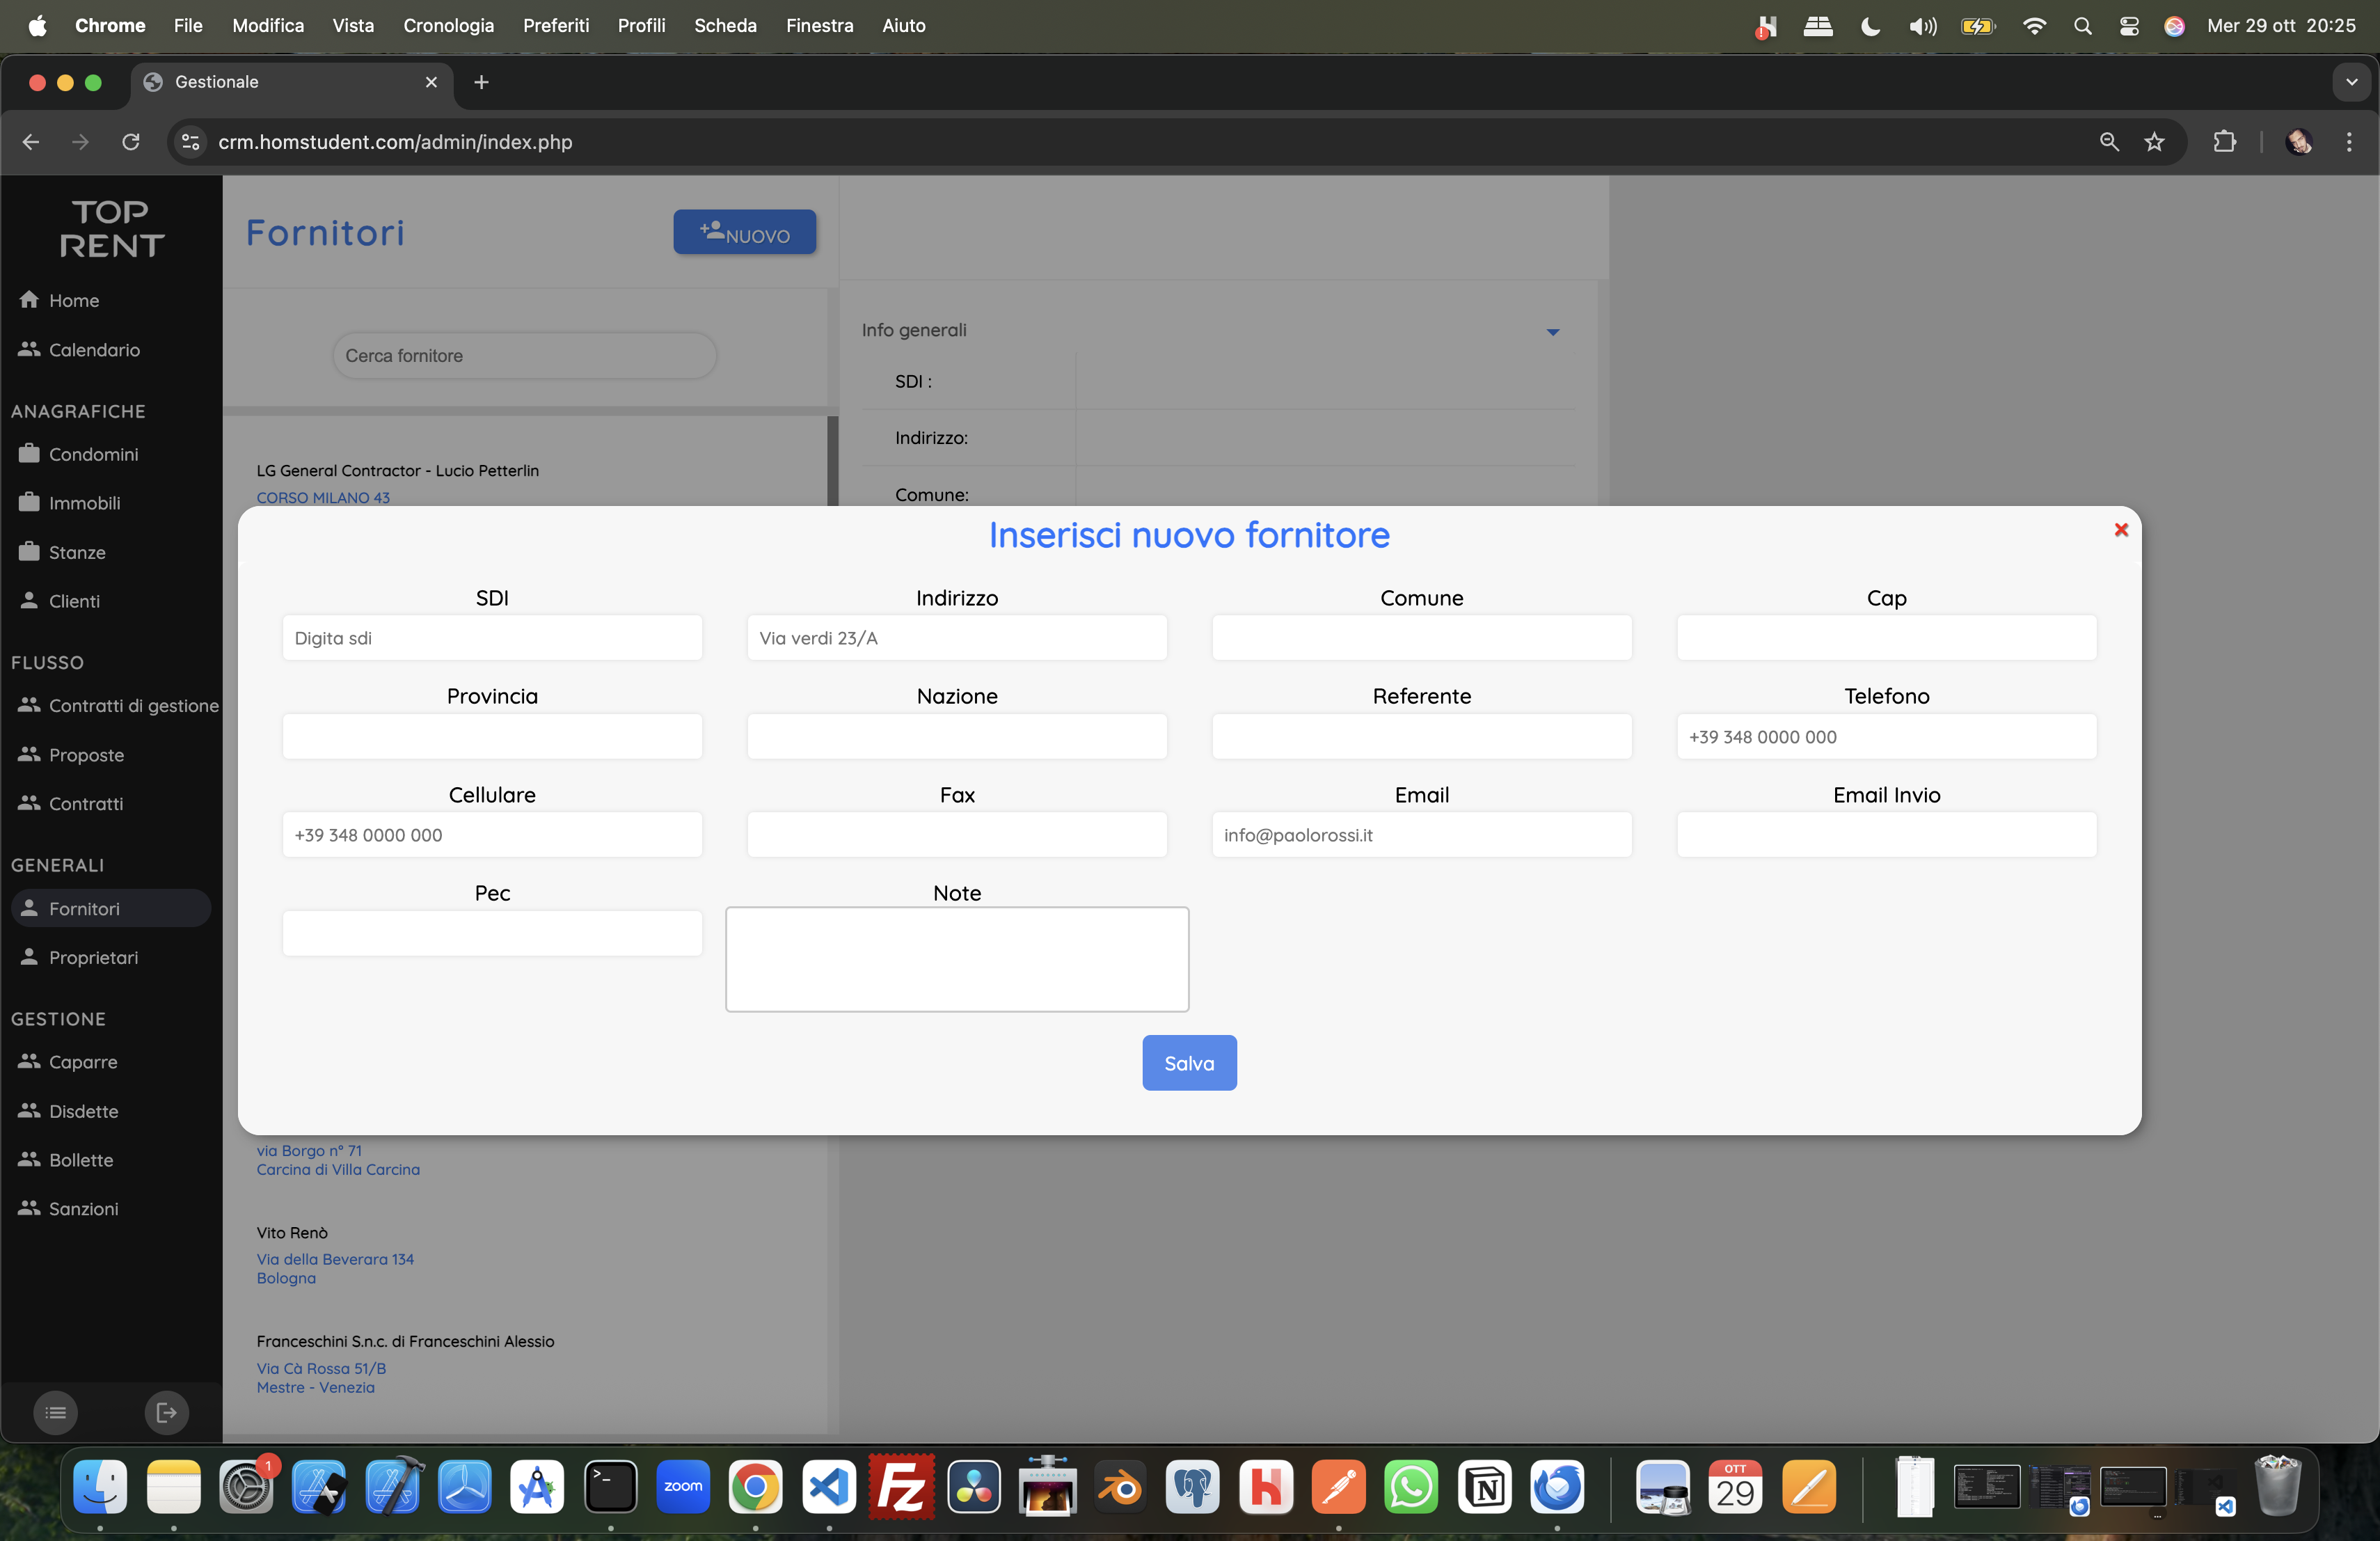 Chrome File Modifica Vista Cronologia Preferiti Profili Scheda Finestra Aiuto
Mer 29 ott 20:25
Gestionale
crm.homstudent.com/admin/index.php
TOP
RENT
Home
Calendario
ANAGRAFICHE
Condomini
Immobili
Stanze
Clienti
FLUSSO
Contratti di gestione
Proposte
Contratti
GENERALI
Fornitori
Proprietari
GESTIONE
Caparre
Disdette
Bollette
Sanzioni
Fornitori
NUOVO
Cerca fornitore
LG General Contractor - Lucio Petterlin
CORSO MILANO 43
Info generali
SDI :
Indirizzo:
Comune:
Inserisci nuovo fornitore
SDI Indirizzo Comune Cap
Digita sdi Via verdi 23/A
Provincia Nazione Referente Telefono
+39 348 0000 000
Cellulare Fax Email Email Invio
+39 348 0000 000 info@paolorossi.it
Pec Note
Salva
via Borgo n° 71
Carcina di Villa Carcina
Vito Renò
Via della Beverara 134
Bologna
Franceschini S.n.c. di Franceschini Alessio
Via Cà Rossa 51/B
Mestre - Venezia
1
zoom
Fz
OTT
29